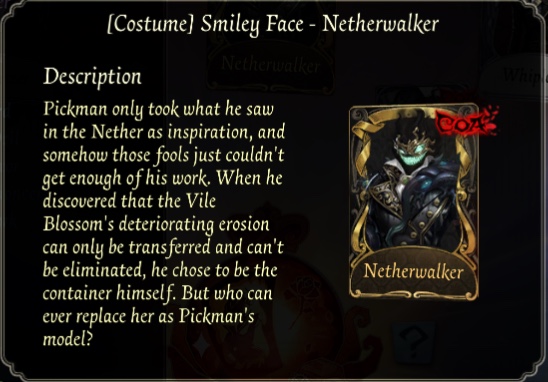 [Costume] Smiley Face - Netherwalker
Netherwalker
Whip
Description
Pickman only took what he saw
in the Nether as inspiration, and
somehow those fools just couldn't
get enough of his work. When he
discovered that the Vile
Blossom's deteriorating erosion
can only be transferred and can't
be eliminated, he chose to be the
container himself. But who can
ever replace her as Pickman's
model?
COA
Netherwalker
?